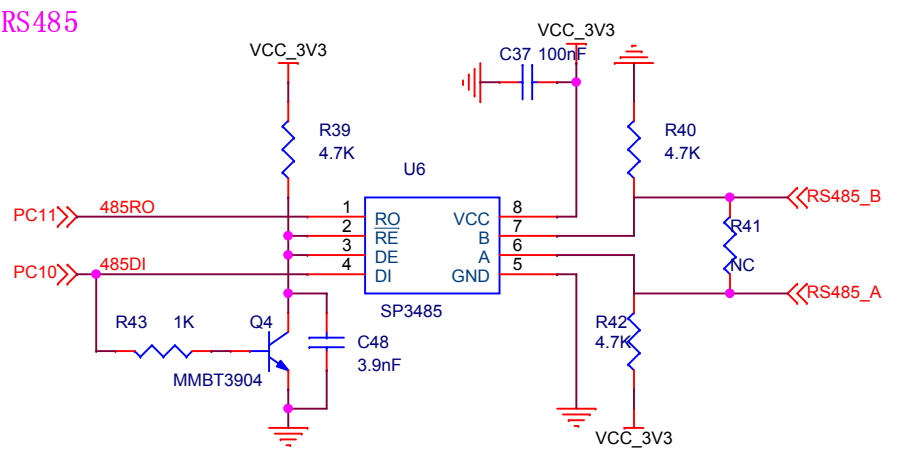 RS485
VCC_3V3
VCC_3V3
C37 100nF
R39
4.7K
R40
4.7K
U6
PC11
485RO
1
RO
VCC
8
RS485_B
2
RE
B
7
R41
3
DE
A
6
PC10
485DI
4
DI
GND
5
NC
RS485_A
SP3485
R43
1K
Q4
C48
3.9nF
MMBT3904
R42
4.7K
VCC_3V3